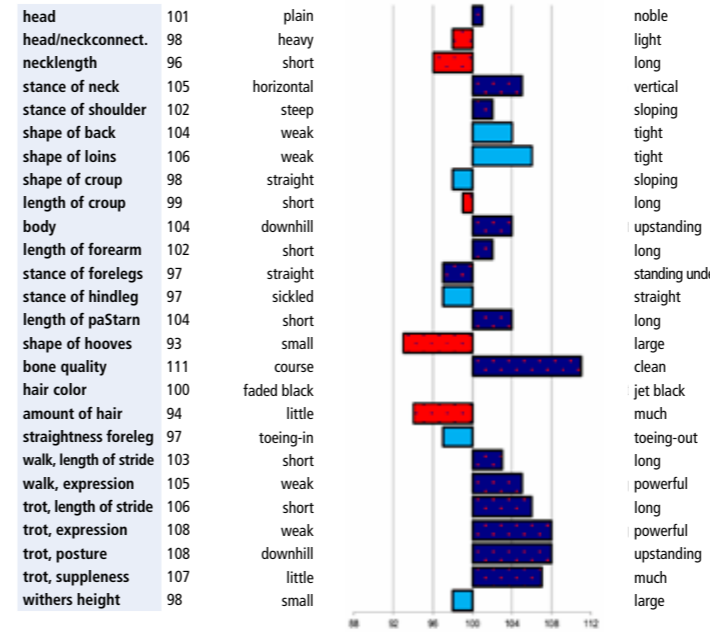 head 101 plain noble
head/neckconnect. 98 heavy light
necklength 96 short long
stance of neck 105 horizontal vertical
stance of shoulder 102 steep sloping
shape of back 104 weak tight
shape of loins 106 weak tight
shape of croup 98 straight sloping
length of croup 99 short long
body 104 downhill upstanding
length of forearm 102 short long
stance of forelegs 97 straight standing unde
stance of hindleg 97 sickled straight
length of paStarn 104 short long
shape of hooves 93 small large
bone quality 111 course clean
hair color 100 faded black jet black
amount of hair 94 little much
straightness foreleg 97 toeing-in toeing-out
walk, length of stride 103 short long
walk, expression 105 weak powerful
trot, length of stride 106 short long
trot, expression 108 weak powerful
trot, posture 108 downhill upstanding
trot, suppleness 107 little much
withers height 98 small large
88 92 96 100 104 108 112